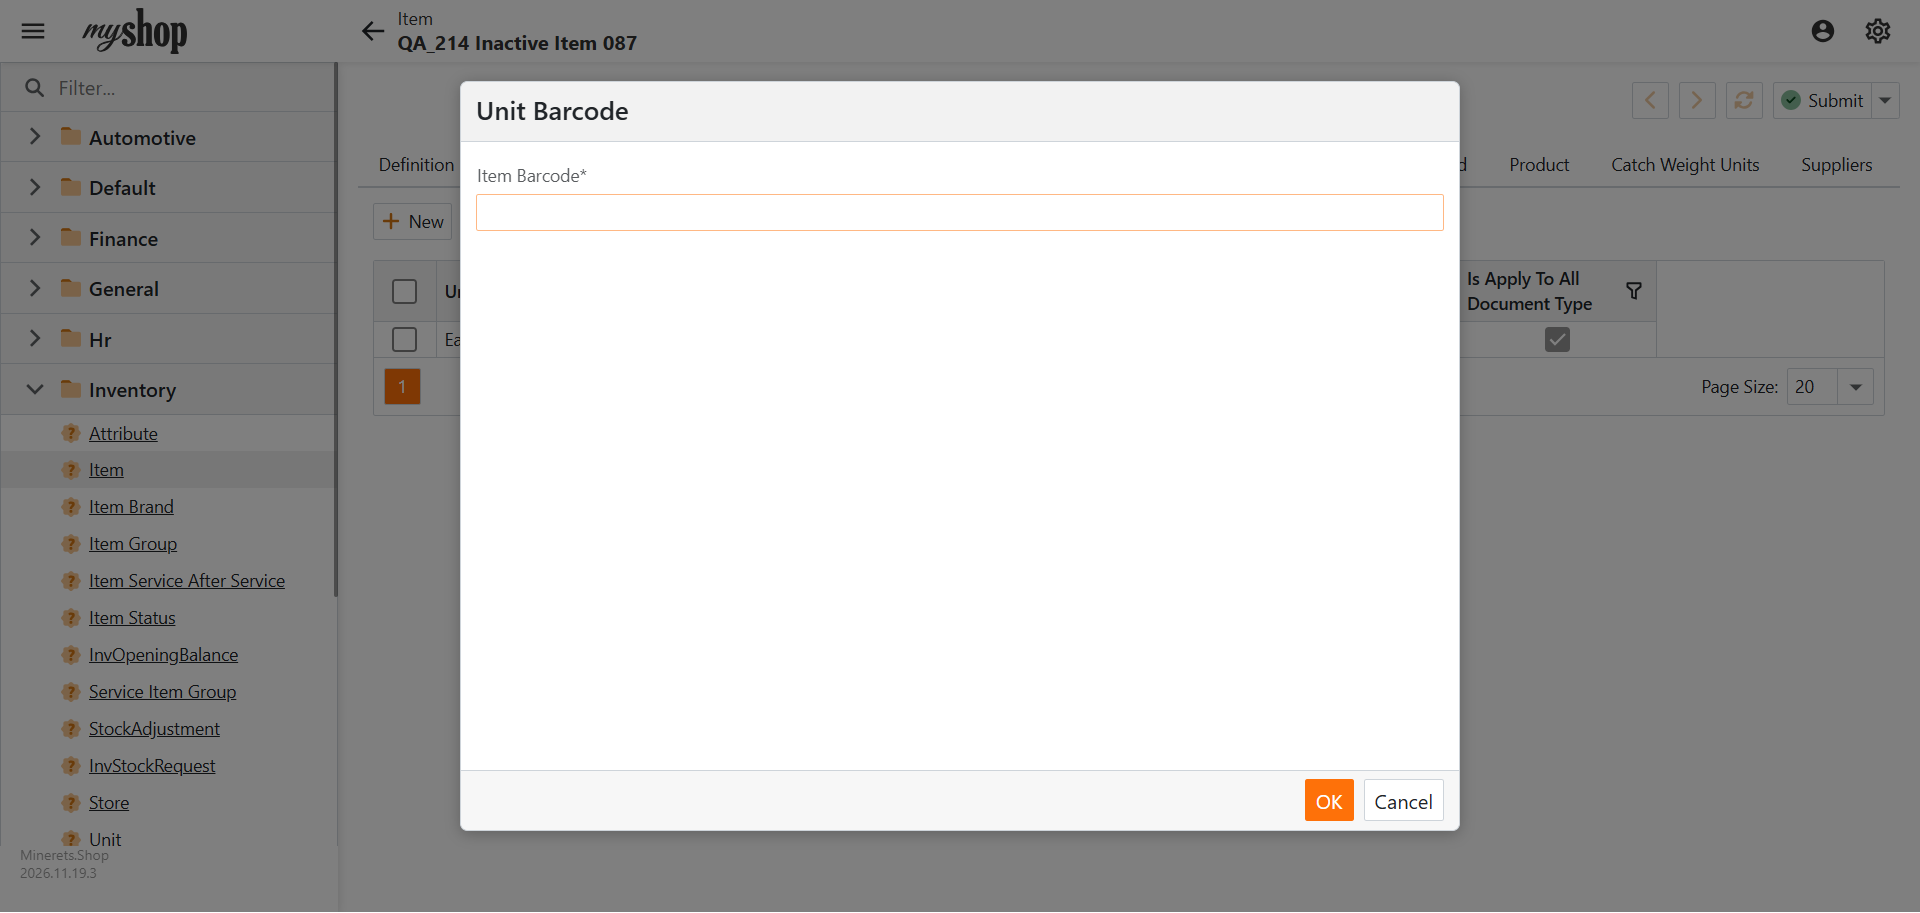 myshop
Item
QA_214 Inactive Item 087
Filter...
Automotive
Default
Finance
General
Hr
Inventory
Attribute
Item
Item Brand
Item Group
Item Service After Service
Item Status
InvOpeningBalance
Service Item Group
StockAdjustment
InvStockRequest
Store
Unit
Minerets.Shop
2026.11.19.3
Submit
Definition
d
Product
Catch Weight Units
Suppliers
New
Un
Is Apply To All
Document Type
Ea
1
Page Size:
20
Unit Barcode
Item Barcode*
OK
Cancel